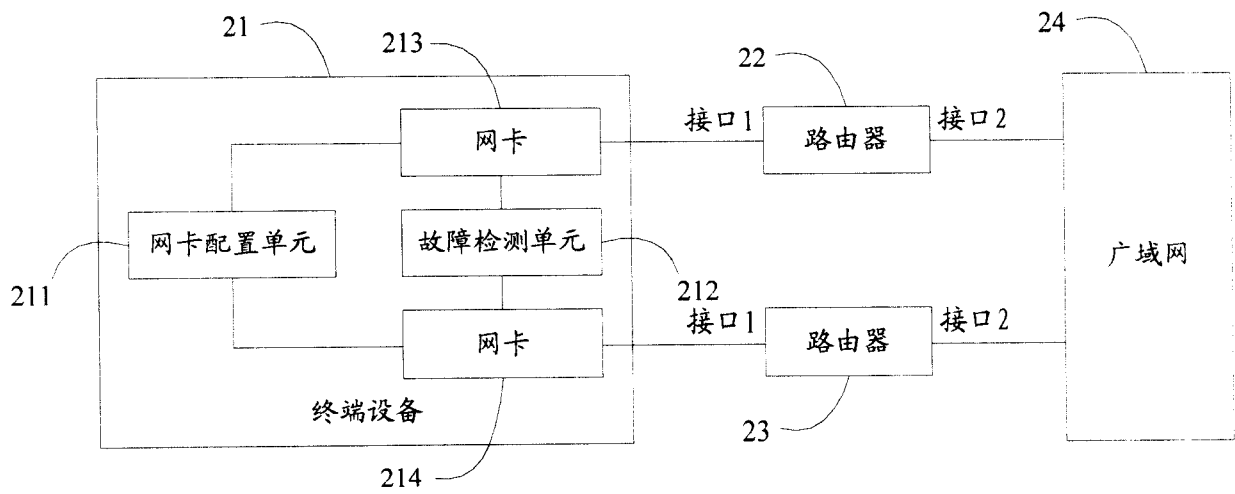 21
213
22
24
网卡
接口1
路由器
接口2
网卡配置单元
故障检测单元
广域网
211
212
网卡
接口1
路由器
接口2
终端设备
214
23